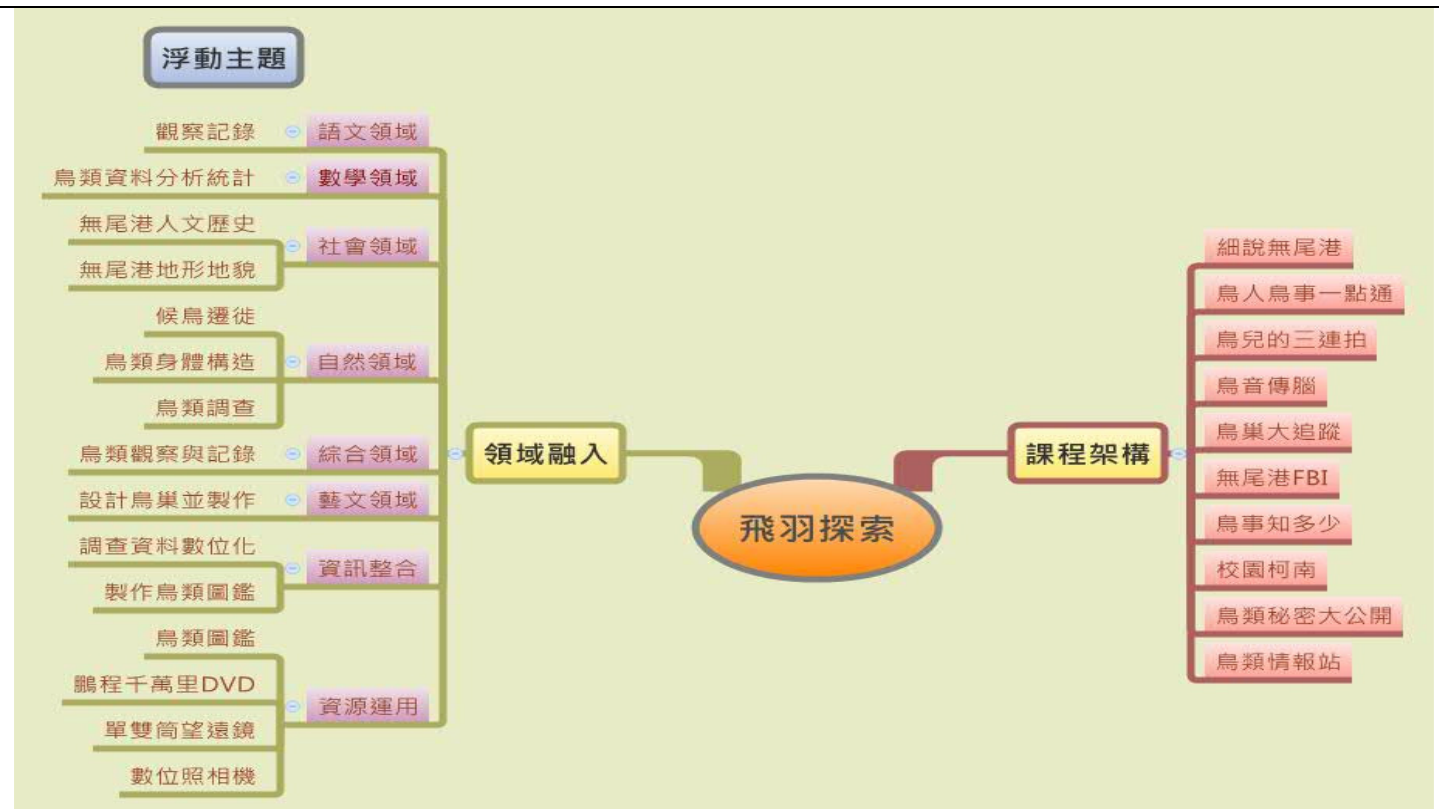 浮動主題
觀察記錄
語文領域
鳥類資料分析統計
數學領域
無尾港人文歷史
無尾港地形地貌
社會領域
候鳥遷徙
鳥類身體構造
鳥類調查
自然領域
鳥類觀察與記錄
綜合領域
設計鳥巢並製作
藝文領域
調查資料數位化
製作鳥類圖鑑
資訊整合
鳥類圖鑑
鵬程千萬里DVD
單雙筒望遠鏡
數位照相機
資源運用
領域融入
飛羽探索
課程架構
細說無尾港
鳥人鳥事一點通
鳥兒的三連拍
鳥音傳腦
鳥巢大追蹤
無尾港FBI
鳥事知多少
校園柯南
鳥類秘密大公開
鳥類情報站